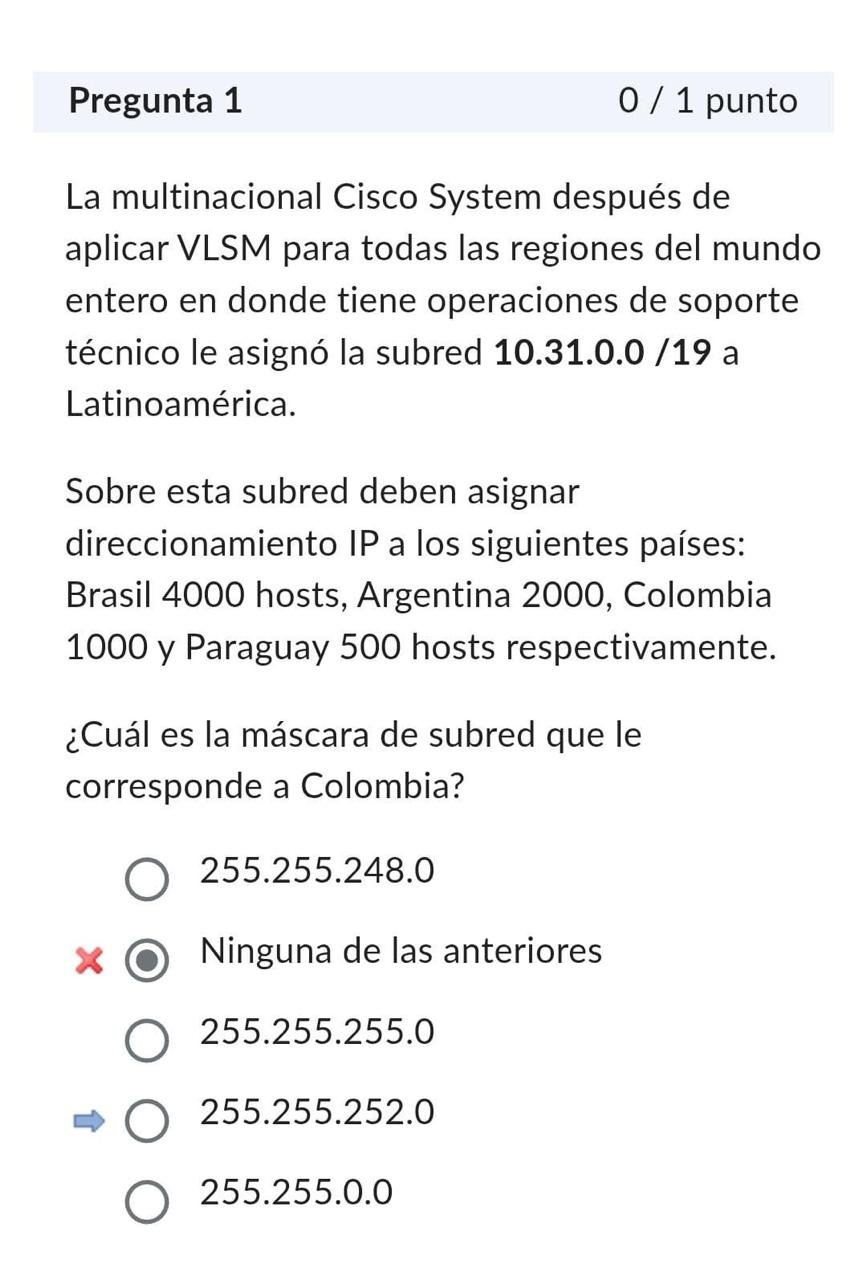 Pregunta 1 0 / 1 punto
La multinacional Cisco System después de
aplicar VLSM para todas las regiones del mundo
entero en donde tiene operaciones de soporte
técnico le asignó la subred 10.31.0.0 /19 a
Latinoamérica.
Sobre esta subred deben asignar
direccionamiento IP a los siguientes países:
Brasil 4000 hosts, Argentina 2000, Colombia
1000 y Paraguay 500 hosts respectivamente.
¿Cuál es la máscara de subred que le
corresponde a Colombia?
255.255.248.0
Ninguna de las anteriores
255.255.255.0
255.255.252.0
255.255.0.0